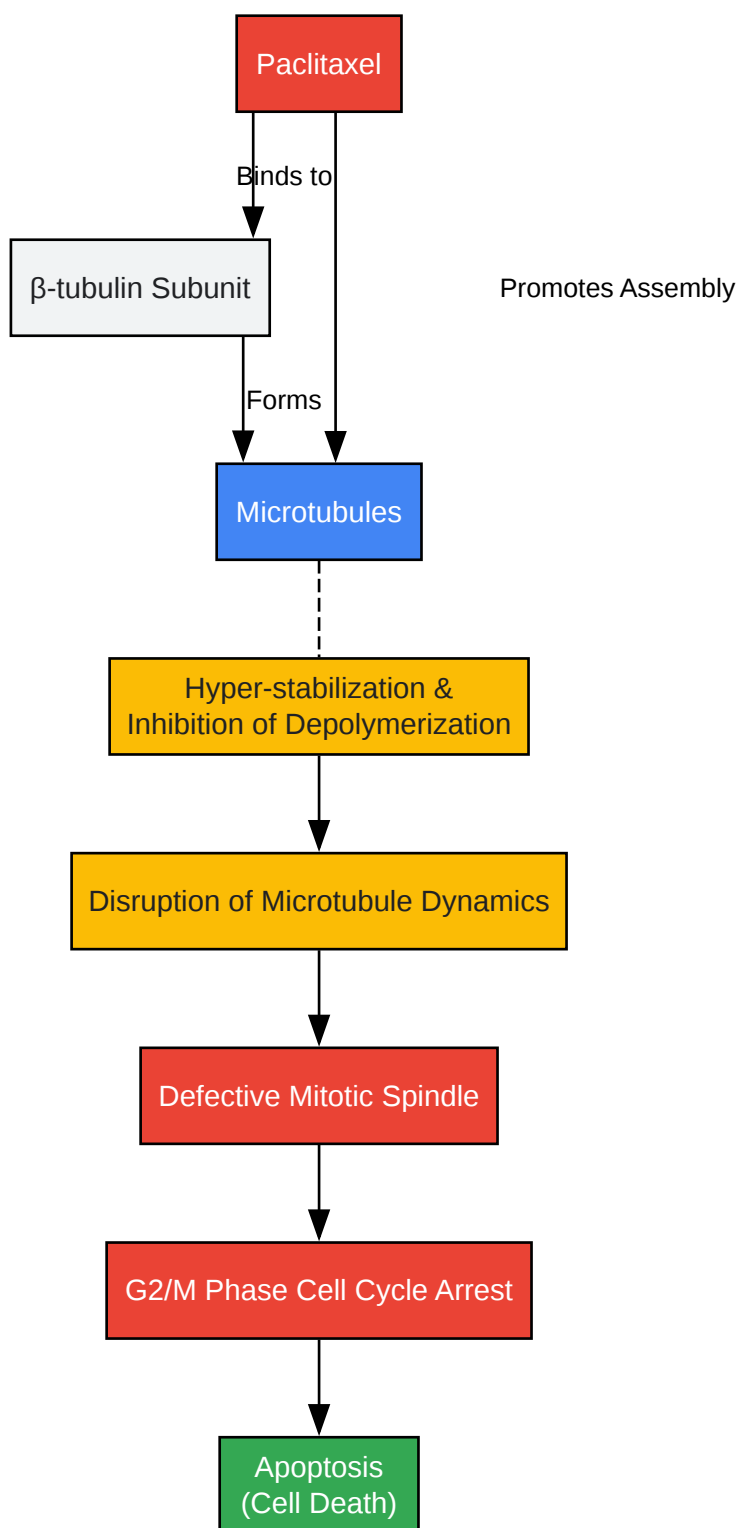 Paclitaxel
Binds to
β-tubulin Subunit
Promotes Assembly
Forms
Microtubules
Hyper-stabilization &
Inhibition of Depolymerization
Disruption of Microtubule Dynamics
Defective Mitotic Spindle
G2/M Phase Cell Cycle Arrest
Apoptosis
(Cell Death)